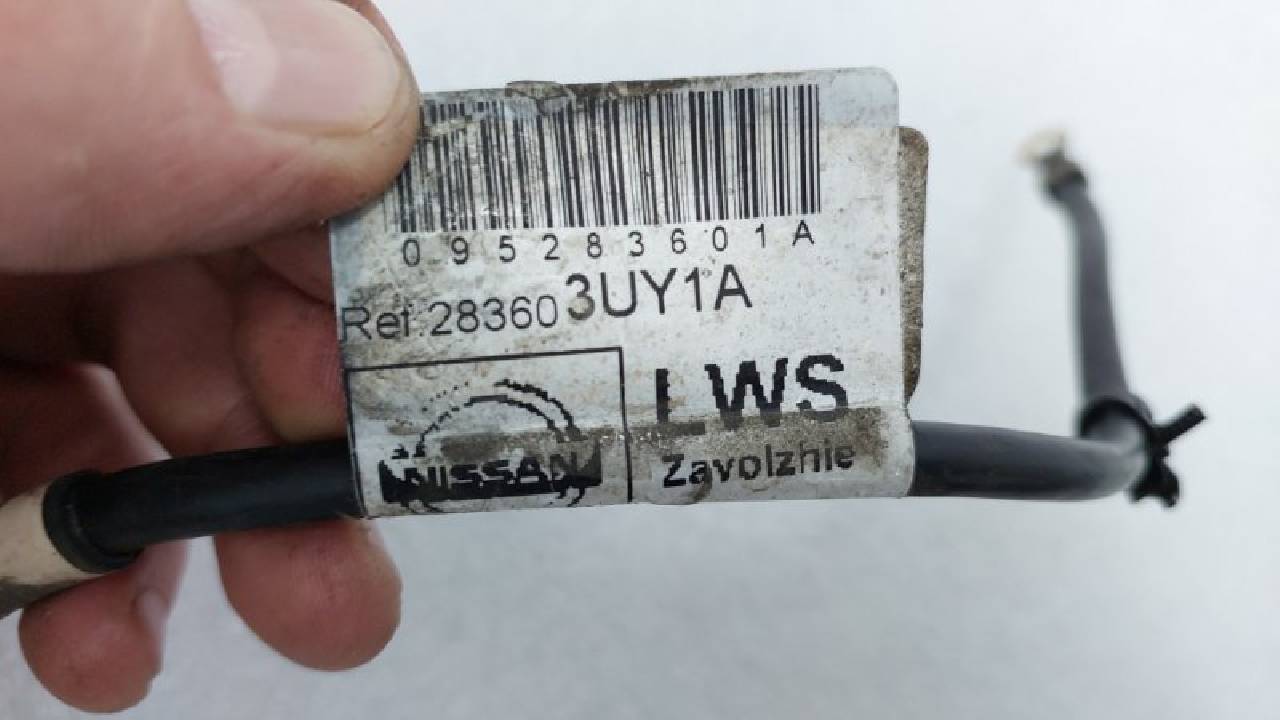 095283601A
Ref:28360 3UY1A
LWS
Zavolzhie
NISSAN